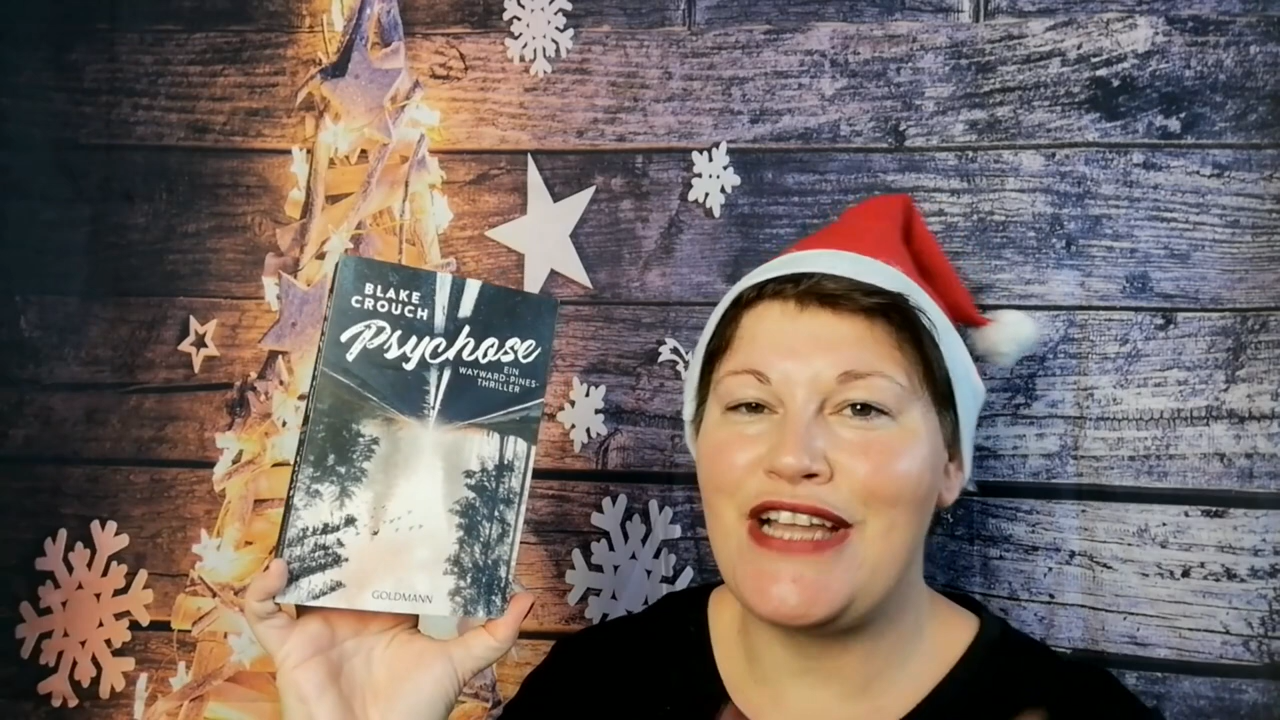 BLAKE
CROUCH
Psychose
EIN
WAYWARD-PINES-
THRILLER
GOLDMANN